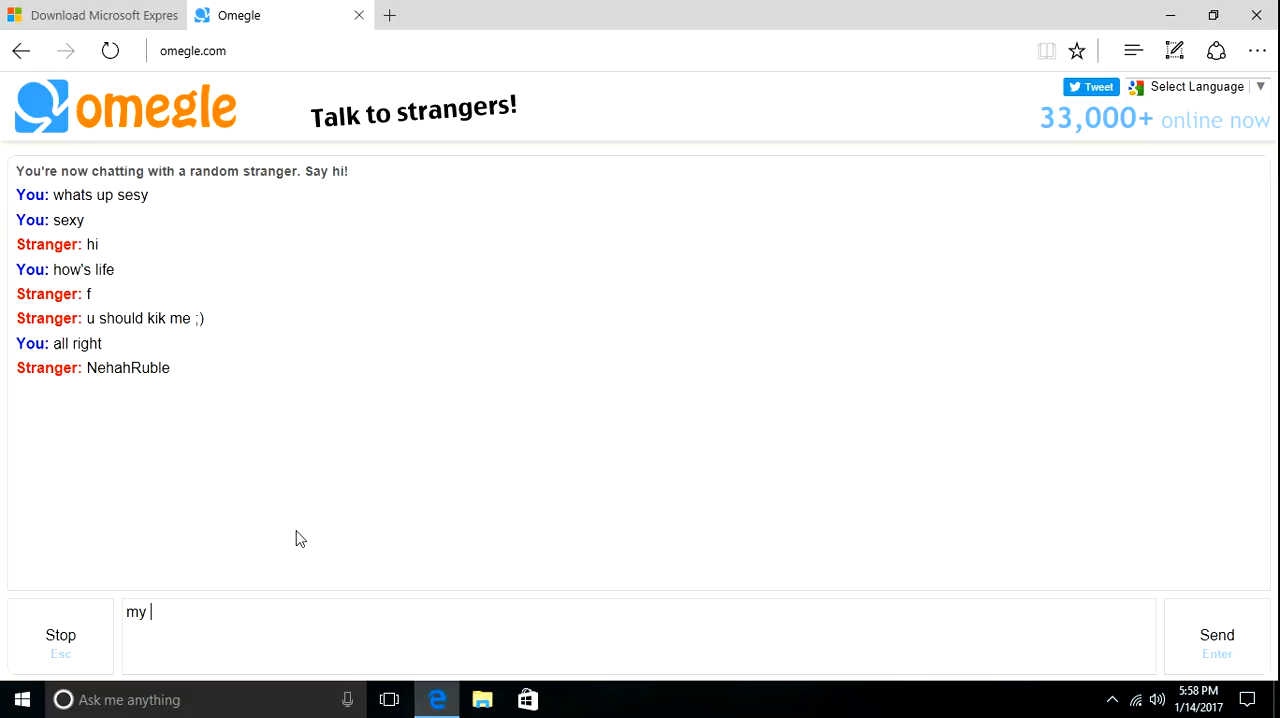 Download Microsoft Expres
Omegle
omegle.com
omegle
Talk to strangers!
Tweet
Select Language
33,000+ online now
You're now chatting with a random stranger. Say hi!
You: whats up sesy
You: sexy
Stranger: hi
You: how's life
Stranger: f
Stranger: u should kik me ;)
You: all right
Stranger: NehahRuble
my
Stop
Esc
Send
Enter
Ask me anything
5:58 PM
1/14/2017